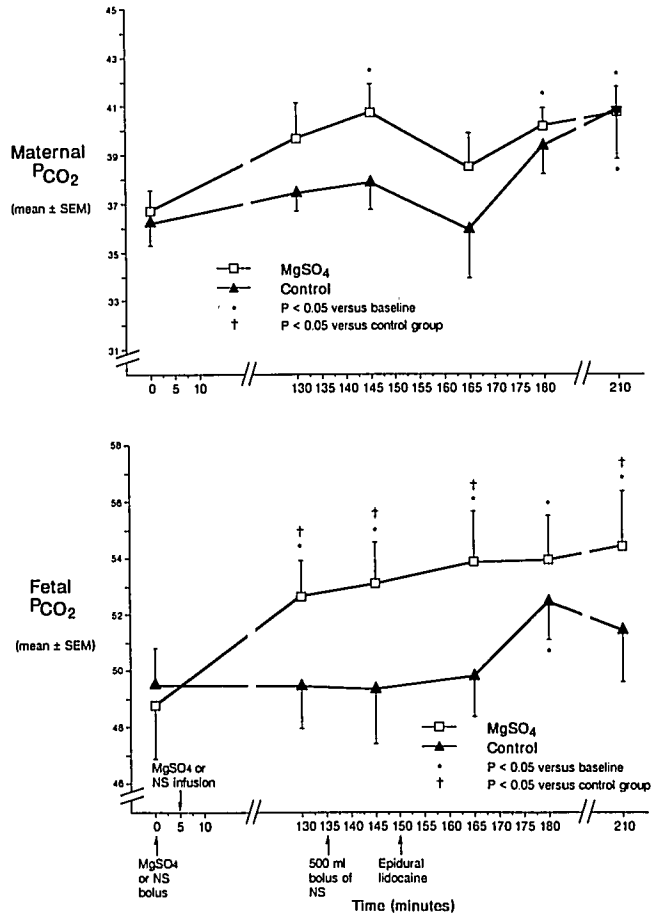 45
43
41
39
37
35
33
31
Maternal
PCO2
(mean ± SEM)
MgSO4
Control
• P < 0.05 versus baseline
† P < 0.05 versus control group
0 5 10 130 135 140 145 150 155 160 165 170 175 180 210
58
56
54
52
50
48
46
Fetal
PCO2
(mean ± SEM)
MgSO4
Control
• P < 0.05 versus baseline
† P < 0.05 versus control group
MgSO4 or
NS infusion
0 5 10 130 135 140 145 150 155 160 165 170 175 180 210
MgSO4
or NS
bolus
500 ml
bolus of
NS
Epidural
lidocaine
Time (minutes)